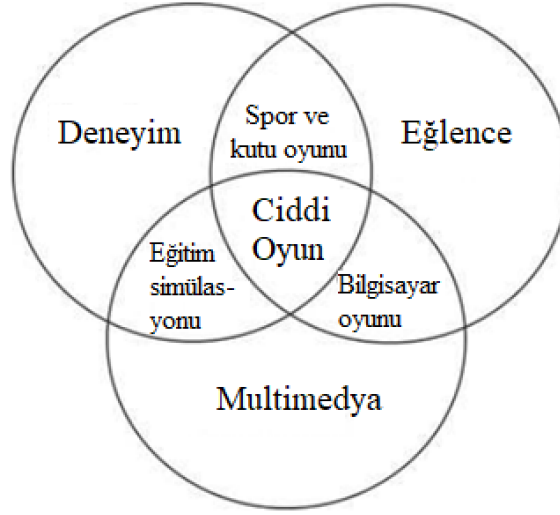 Spor ve
kutu oyunu
Deneyim
Eğlence
Ciddi
Oyun
Eğitim
simülas-
yonu
Bilgisayar
oyunu
Multimedya